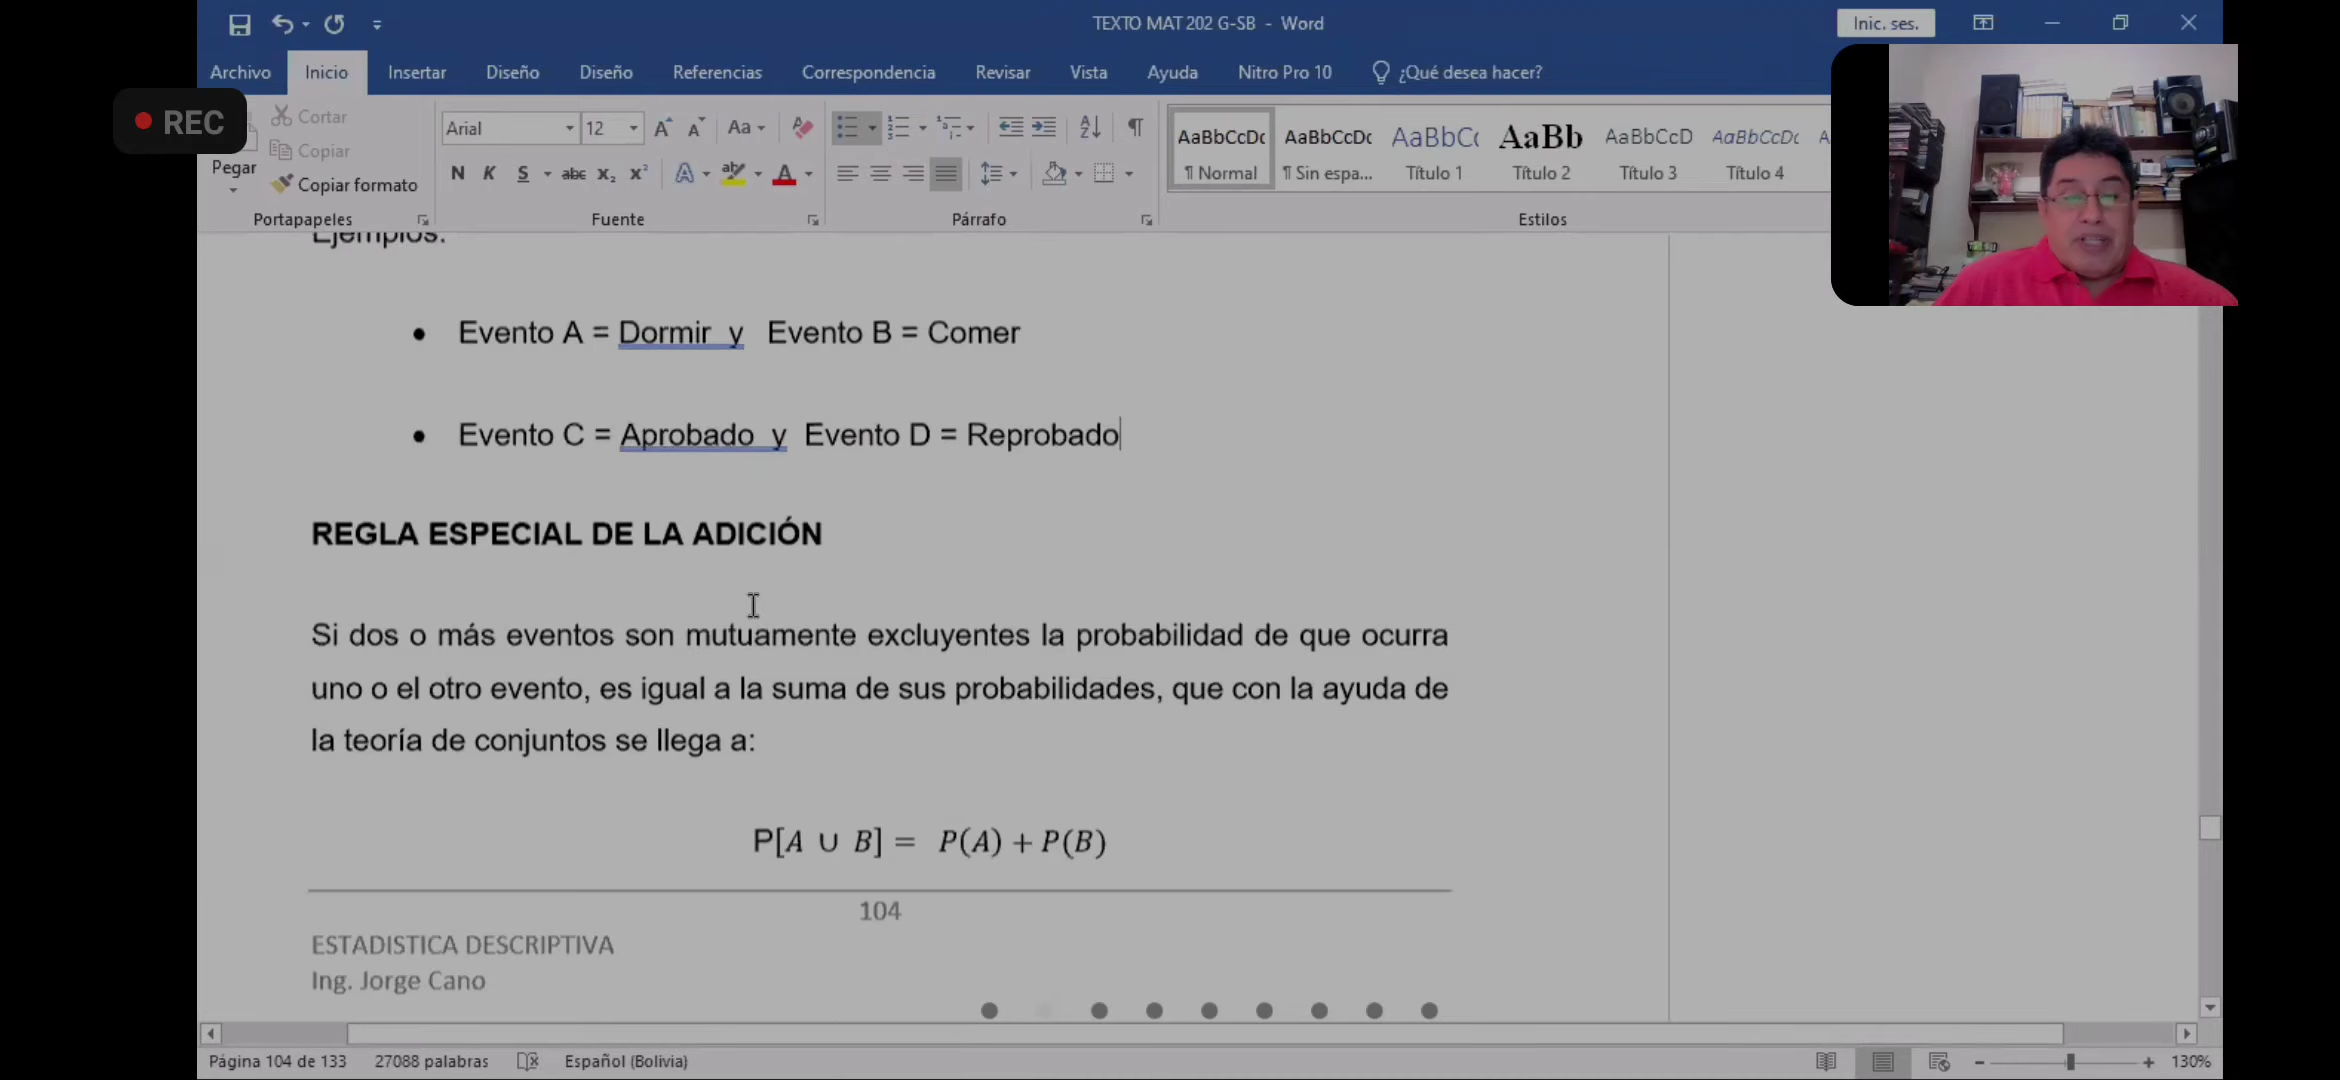 TEXTO MAT 202 G-SB - Word
Inic. ses.
Archivo Inicio Insertar Diseño Diseño Referencias Correspondencia Revisar Vista Ayuda Nitro Pro 10 ¿Qué desea hacer?
REC
Pegar
Cortar
Copiar
Copiar formato
Portapapeles
Arial 12
Aa
N K S abc x₂ x²
A
Fuente
Párrafo
AaBbCcDc AaBbCcDc AaBbC( AaBb AaBbCcD AaBbCcDc
¶ Normal ¶ Sin espa... Título 1 Título 2 Título 3 Título 4
Estilos
Ejemplos:
• Evento A = Dormir y Evento B = Comer
• Evento C = Aprobado y Evento D = Reprobado
REGLA ESPECIAL DE LA ADICIÓN
Si dos o más eventos son mutuamente excluyentes la probabilidad de que ocurra
uno o el otro evento, es igual a la suma de sus probabilidades, que con la ayuda de
la teoría de conjuntos se llega a:
P[A ∪ B] = P(A) + P(B)
104
ESTADISTICA DESCRIPTIVA
Ing. Jorge Cano
Página 104 de 133 27088 palabras Español (Bolivia) 130%